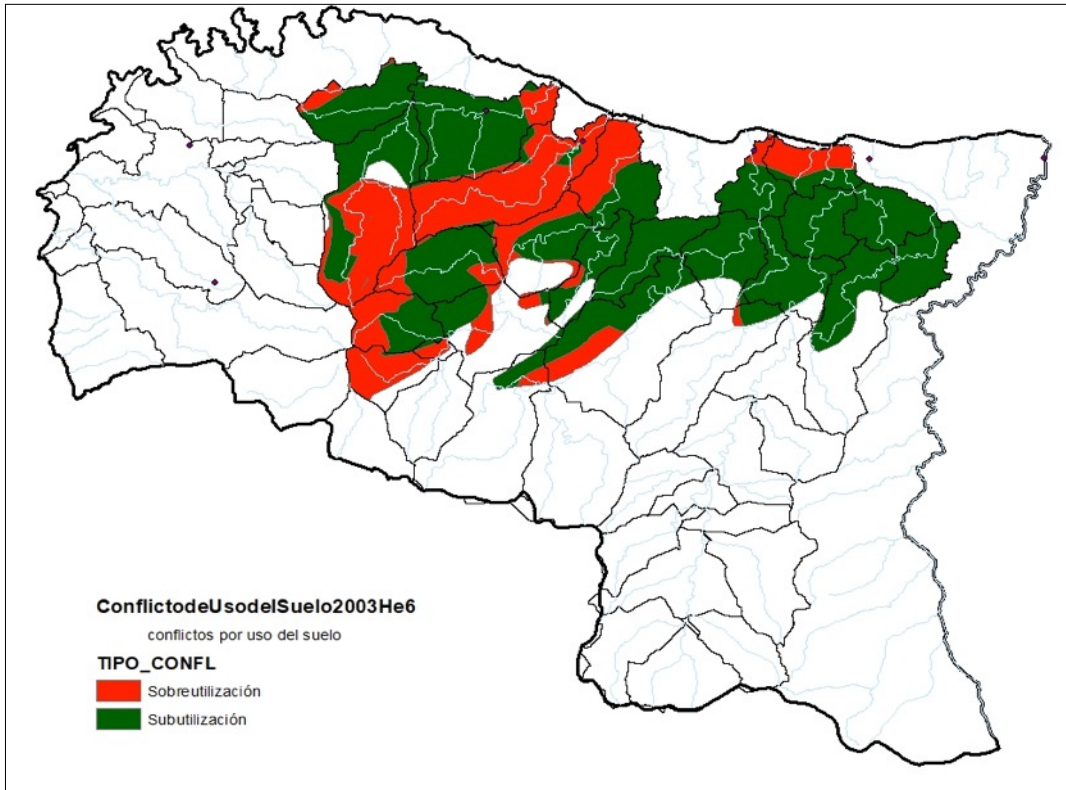 ConflictodeUsodelSuelo2003He6
conflictos por uso del suelo
TIPO_CONFL
Sobreutilización
Subutilización